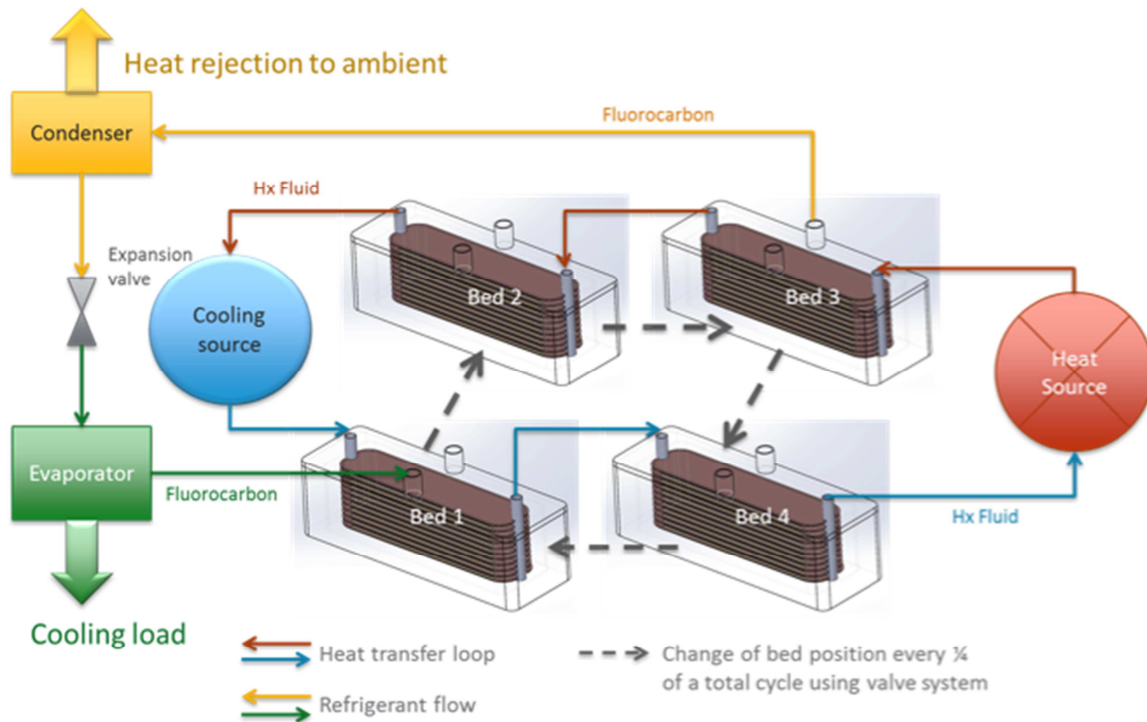 Heat rejection to ambient
Condenser
Fluorocarbon
Hx Fluid
Expansion
valve
Bed 2
Bed 3
Cooling
source
Heat
Source
Evaporator
Fluorocarbon
Bed 1
Bed 4
Hx Fluid
Cooling load
Heat transfer loop
Change of bed position every ¼
of a total cycle using valve system
Refrigerant flow